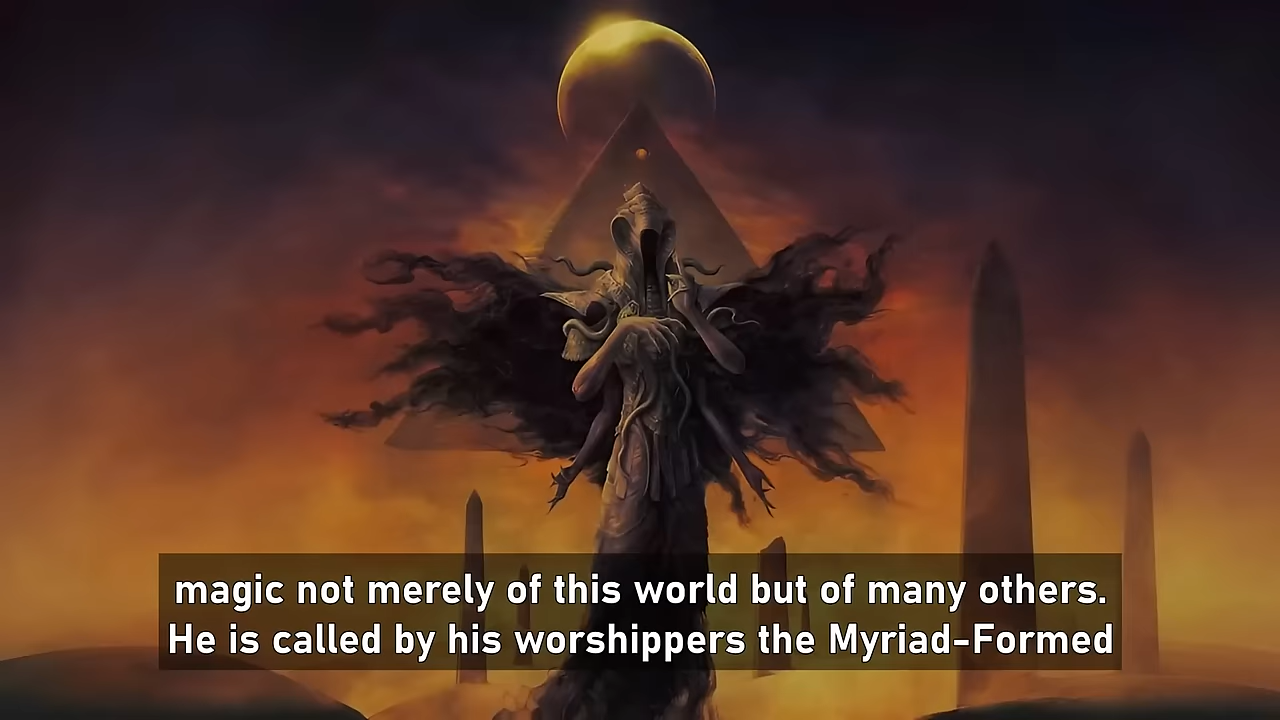 magic not merely of this world but of many others.
He is called by his worshippers the Myriad-Formed